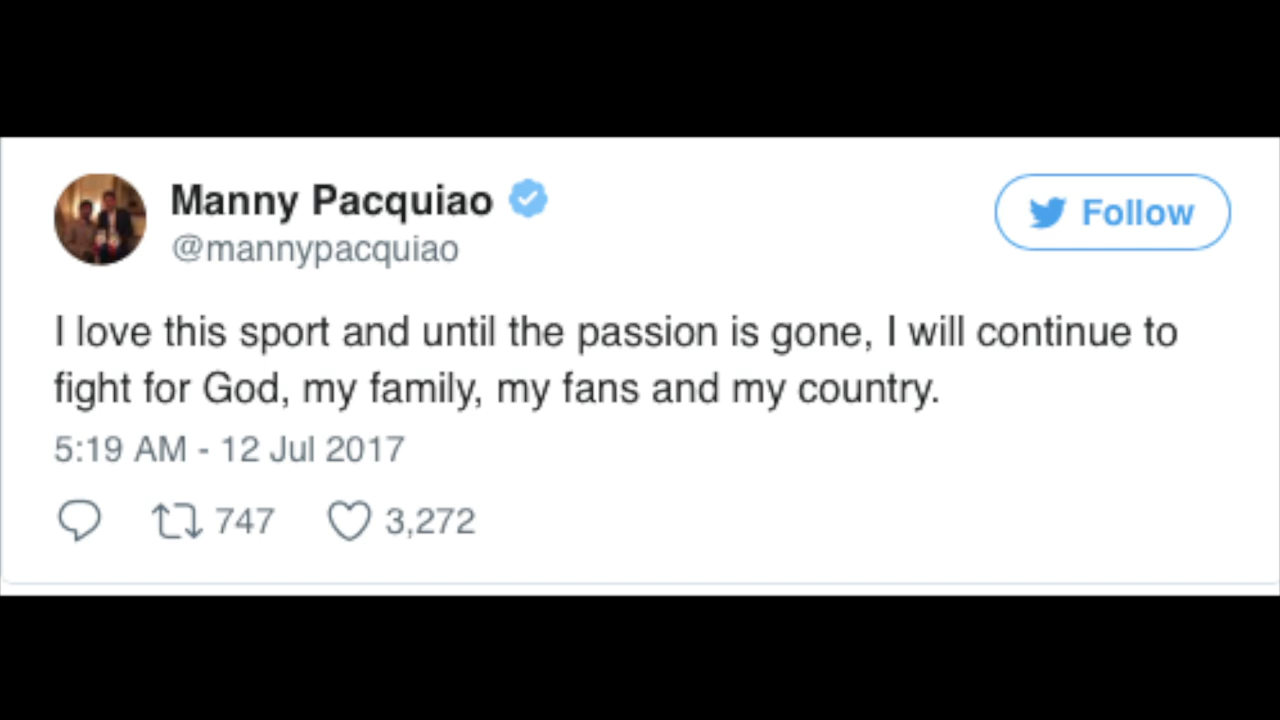 Manny Pacquiao
Follow
@mannypacquiao
I love this sport and until the passion is gone, I will continue to
fight for God, my family, my fans and my country.
5:19 AM - 12 Jul 2017
747 3,272